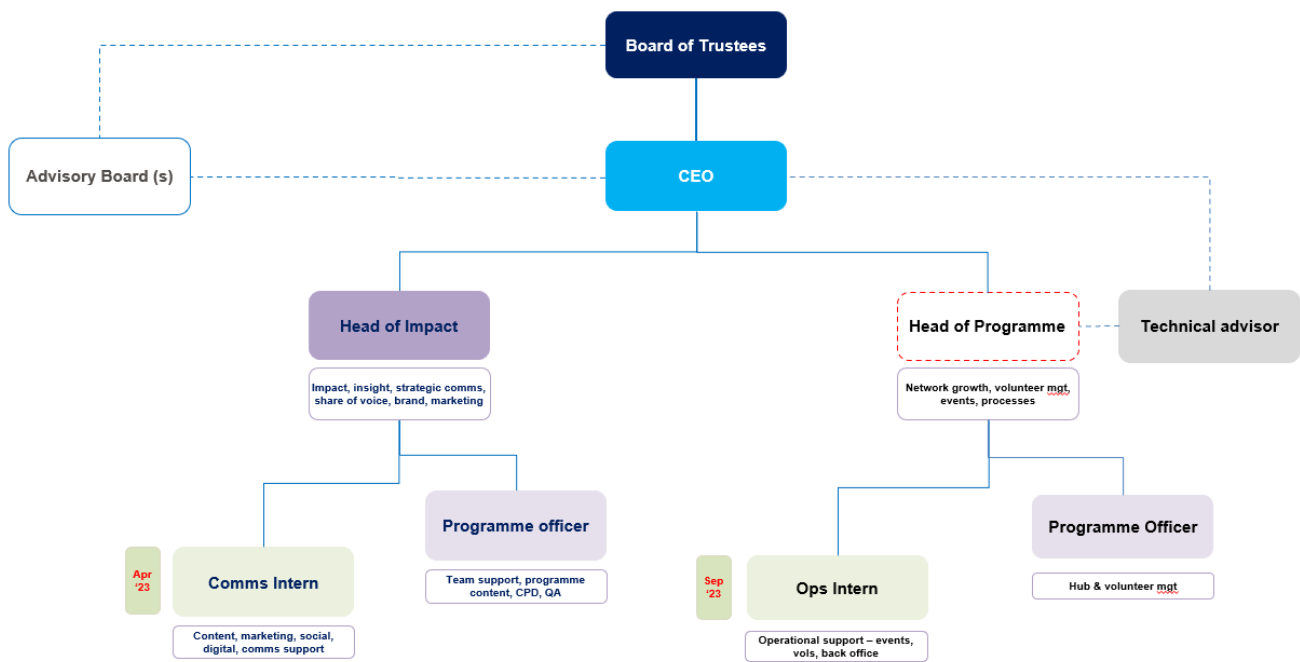 Board of Trustees
Advisory Board (s)
CEO
Head of Impact
Head of Programme
Technical advisor
Impact, insight, strategic comms,
share of voice, brand, marketing
Network growth, volunteer mgt,
events, processes
Programme officer
Programme Officer
Apr
‘23
Comms Intern
Sep
‘23
Ops Intern
Team support, programme
content, CPD, QA
Hub & volunteer mgt
Content, marketing, social,
digital, comms support
Operational support – events,
vols, back office